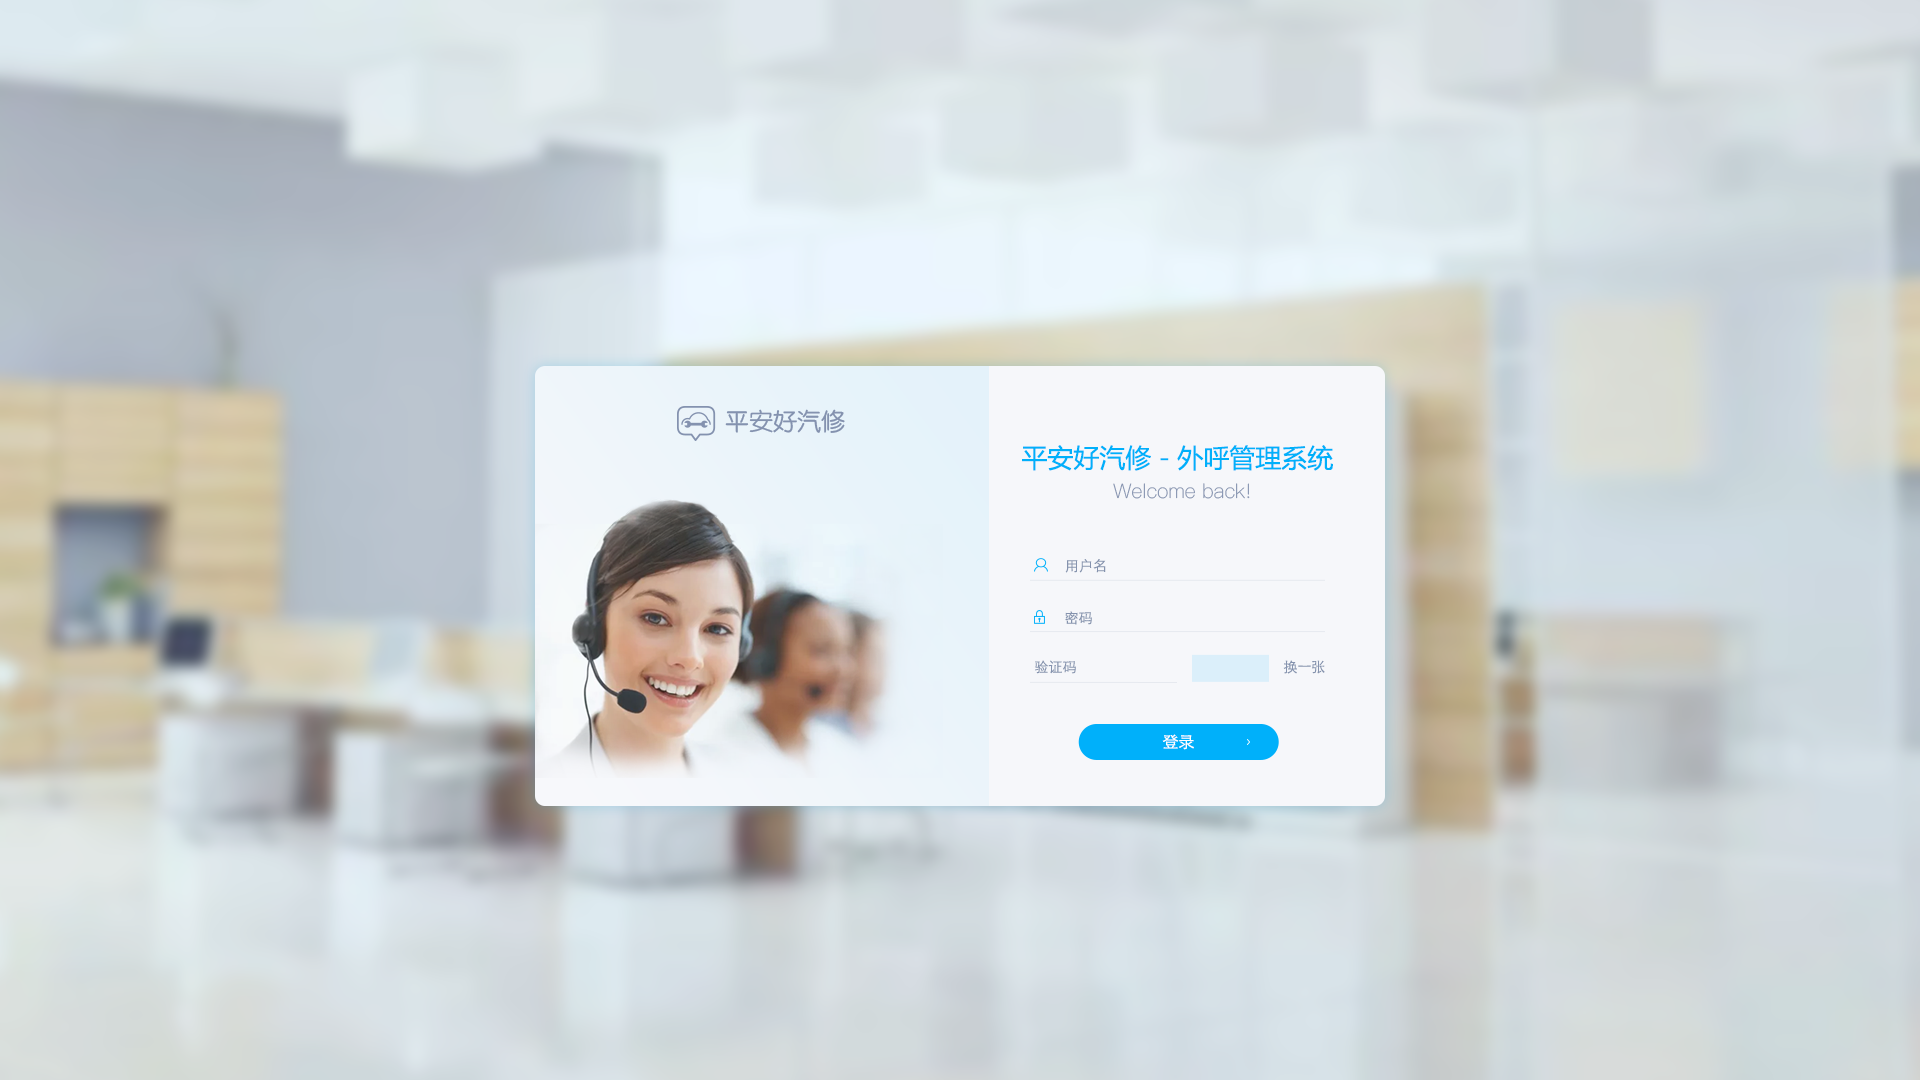 平安好汽修
平安好汽修 - 外呼管理系统
Welcome back!
用户名
密码
验证码 换一张
登录